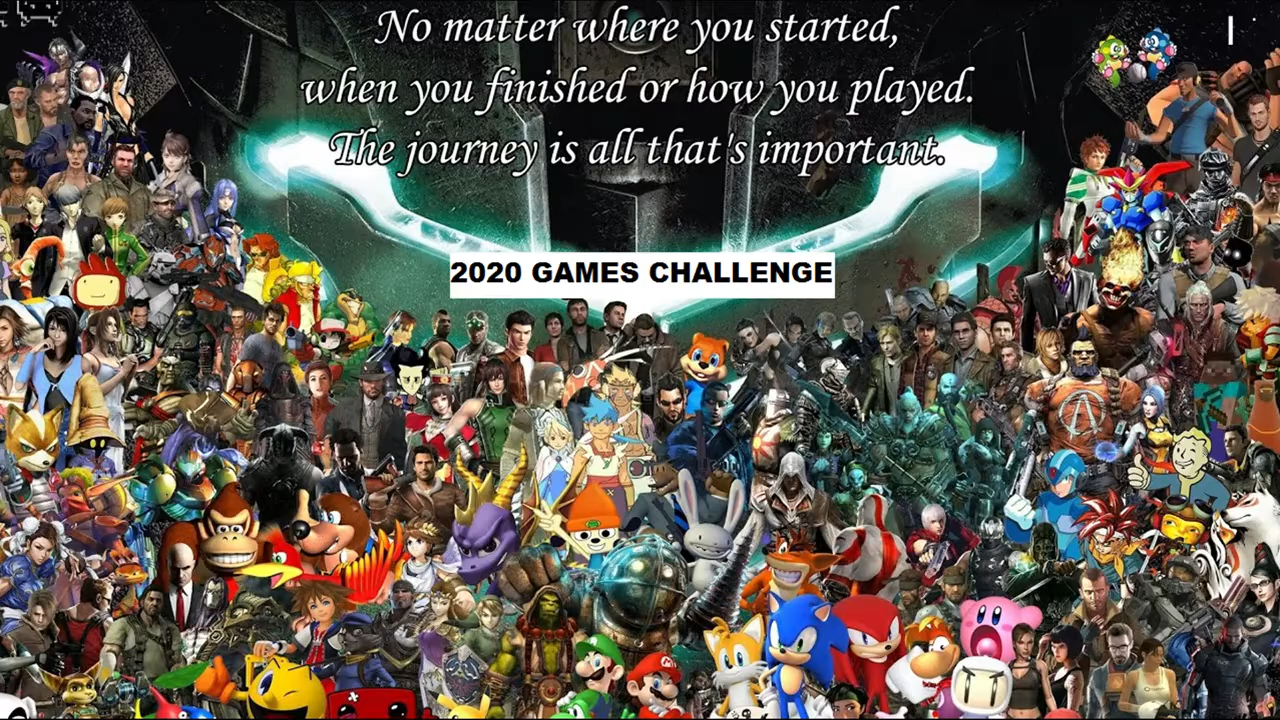 No matter where you started,
when you finished or how you played.
The journey is all that's important.
2020 GAMES CHALLENGE